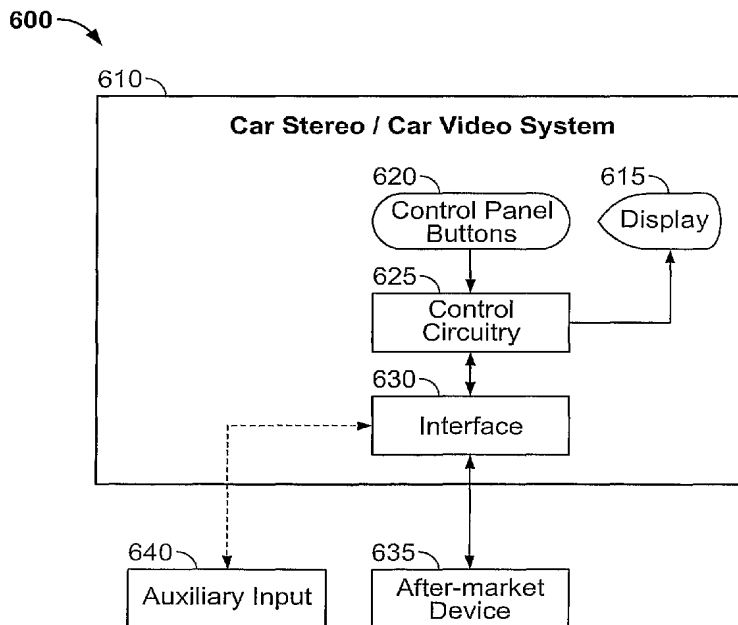 600
610
Car Stereo / Car Video System
620
615
Control Panel
Buttons
Display
625
Control
Circuitry
630
Interface
640
635
Auxiliary Input
After-market
Device